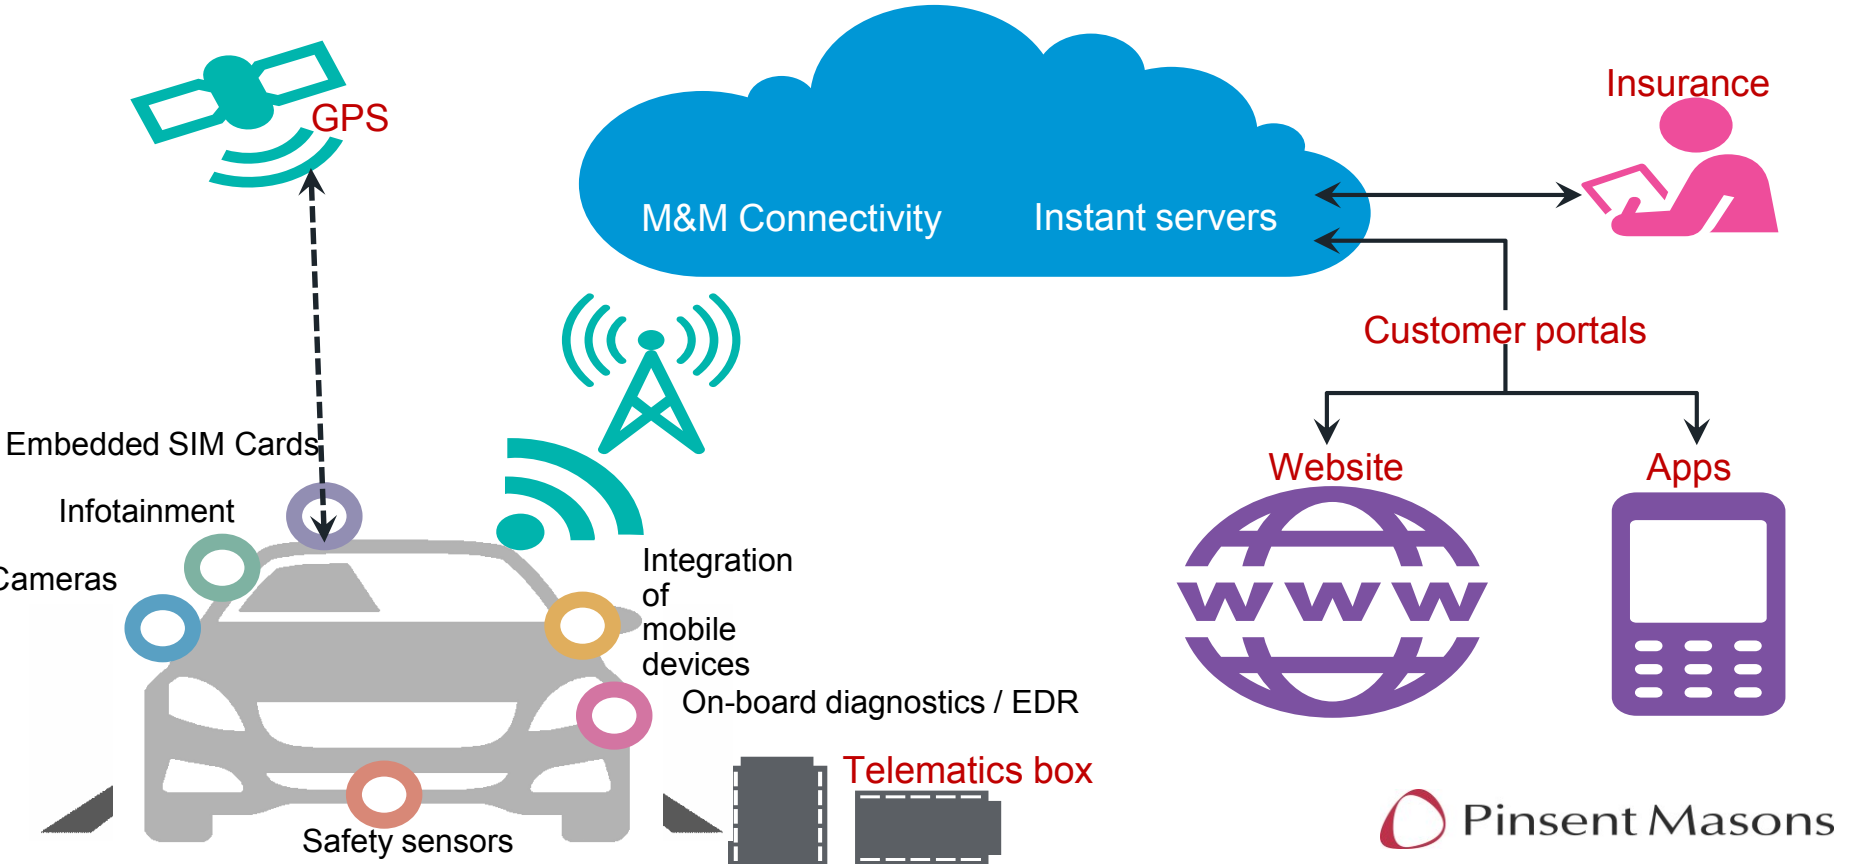 GPS
Insurance
M&M Connectivity
Instant servers
Customer portals
Embedded SIM Cards
Website
Apps
Infotainment
Cameras
Integration
of
mobile
devices
www
On-board diagnostics / EDR
Telematics box
Safety sensors
Pinsent Masons